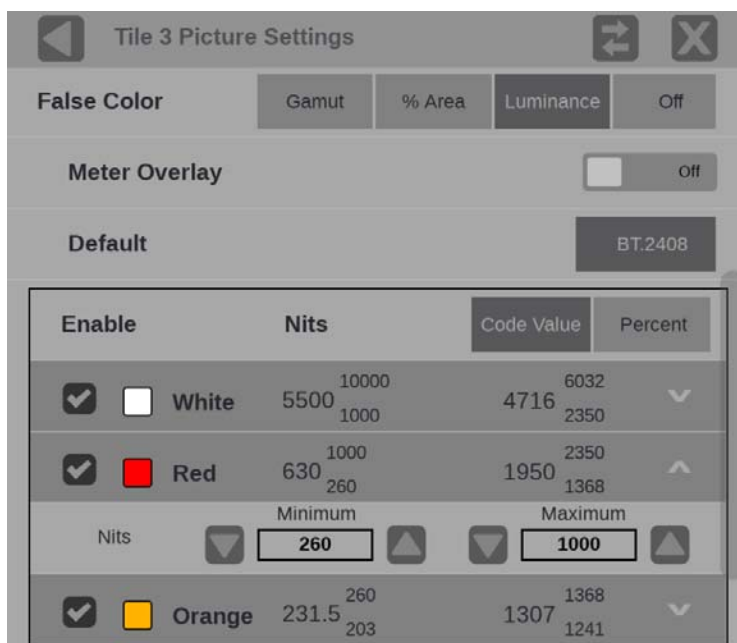 Tile 3 Picture Settings
False Color Gamut % Area Luminance Off
Meter Overlay Off
Default BT.2408
Enable Nits Code Value Percent
White 5500 10000 1000 4716 6032 2350
Red 630 1000 260 1950 2350 1368
Minimum Maximum
Nits 260 1000
Orange 231.5 260 203 1307 1368 1241